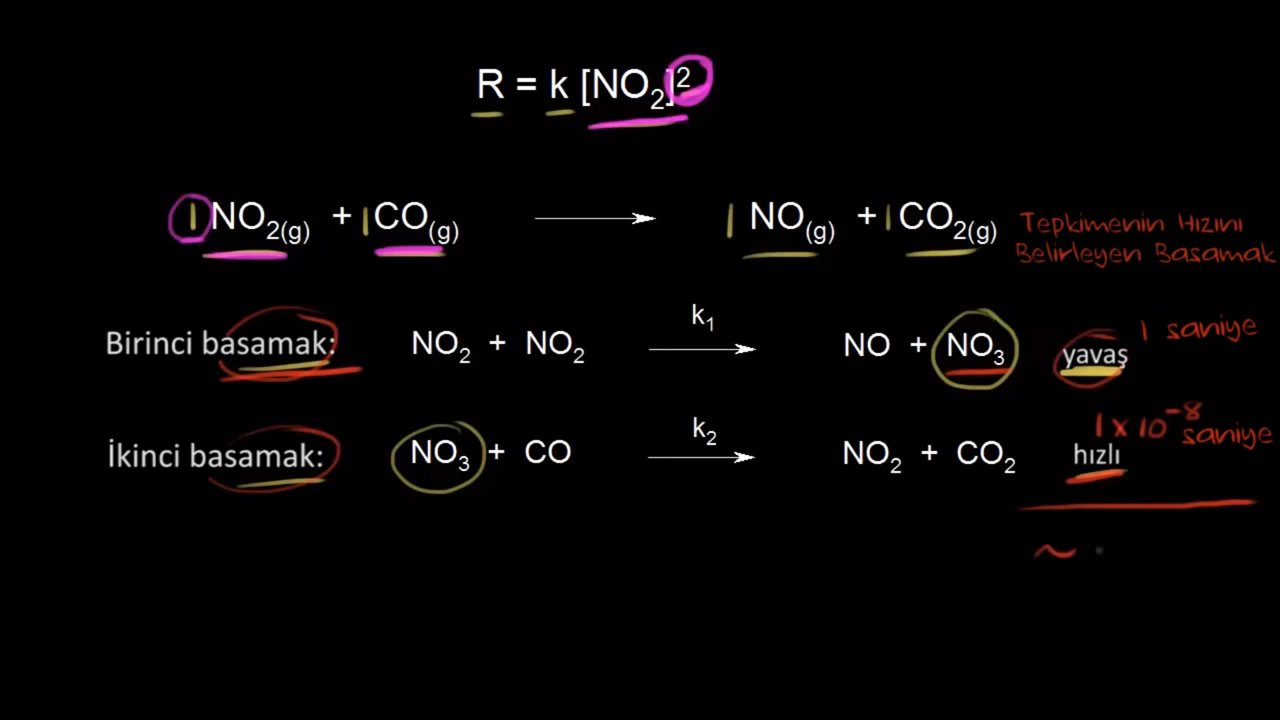 R = k [NO₂]²
1 NO₂(g) + 1 CO(g) → 1 NO(g) + 1 CO₂(g)
Tepkimenin Hızını
Belirleyen Basamak
Birinci basamak: NO₂ + NO₂ k₁ → NO + NO₃ yavaş 1 saniye
İkinci basamak: NO₃ + CO k₂ → NO₂ + CO₂ hızlı 1 x 10⁻⁸ saniye
~